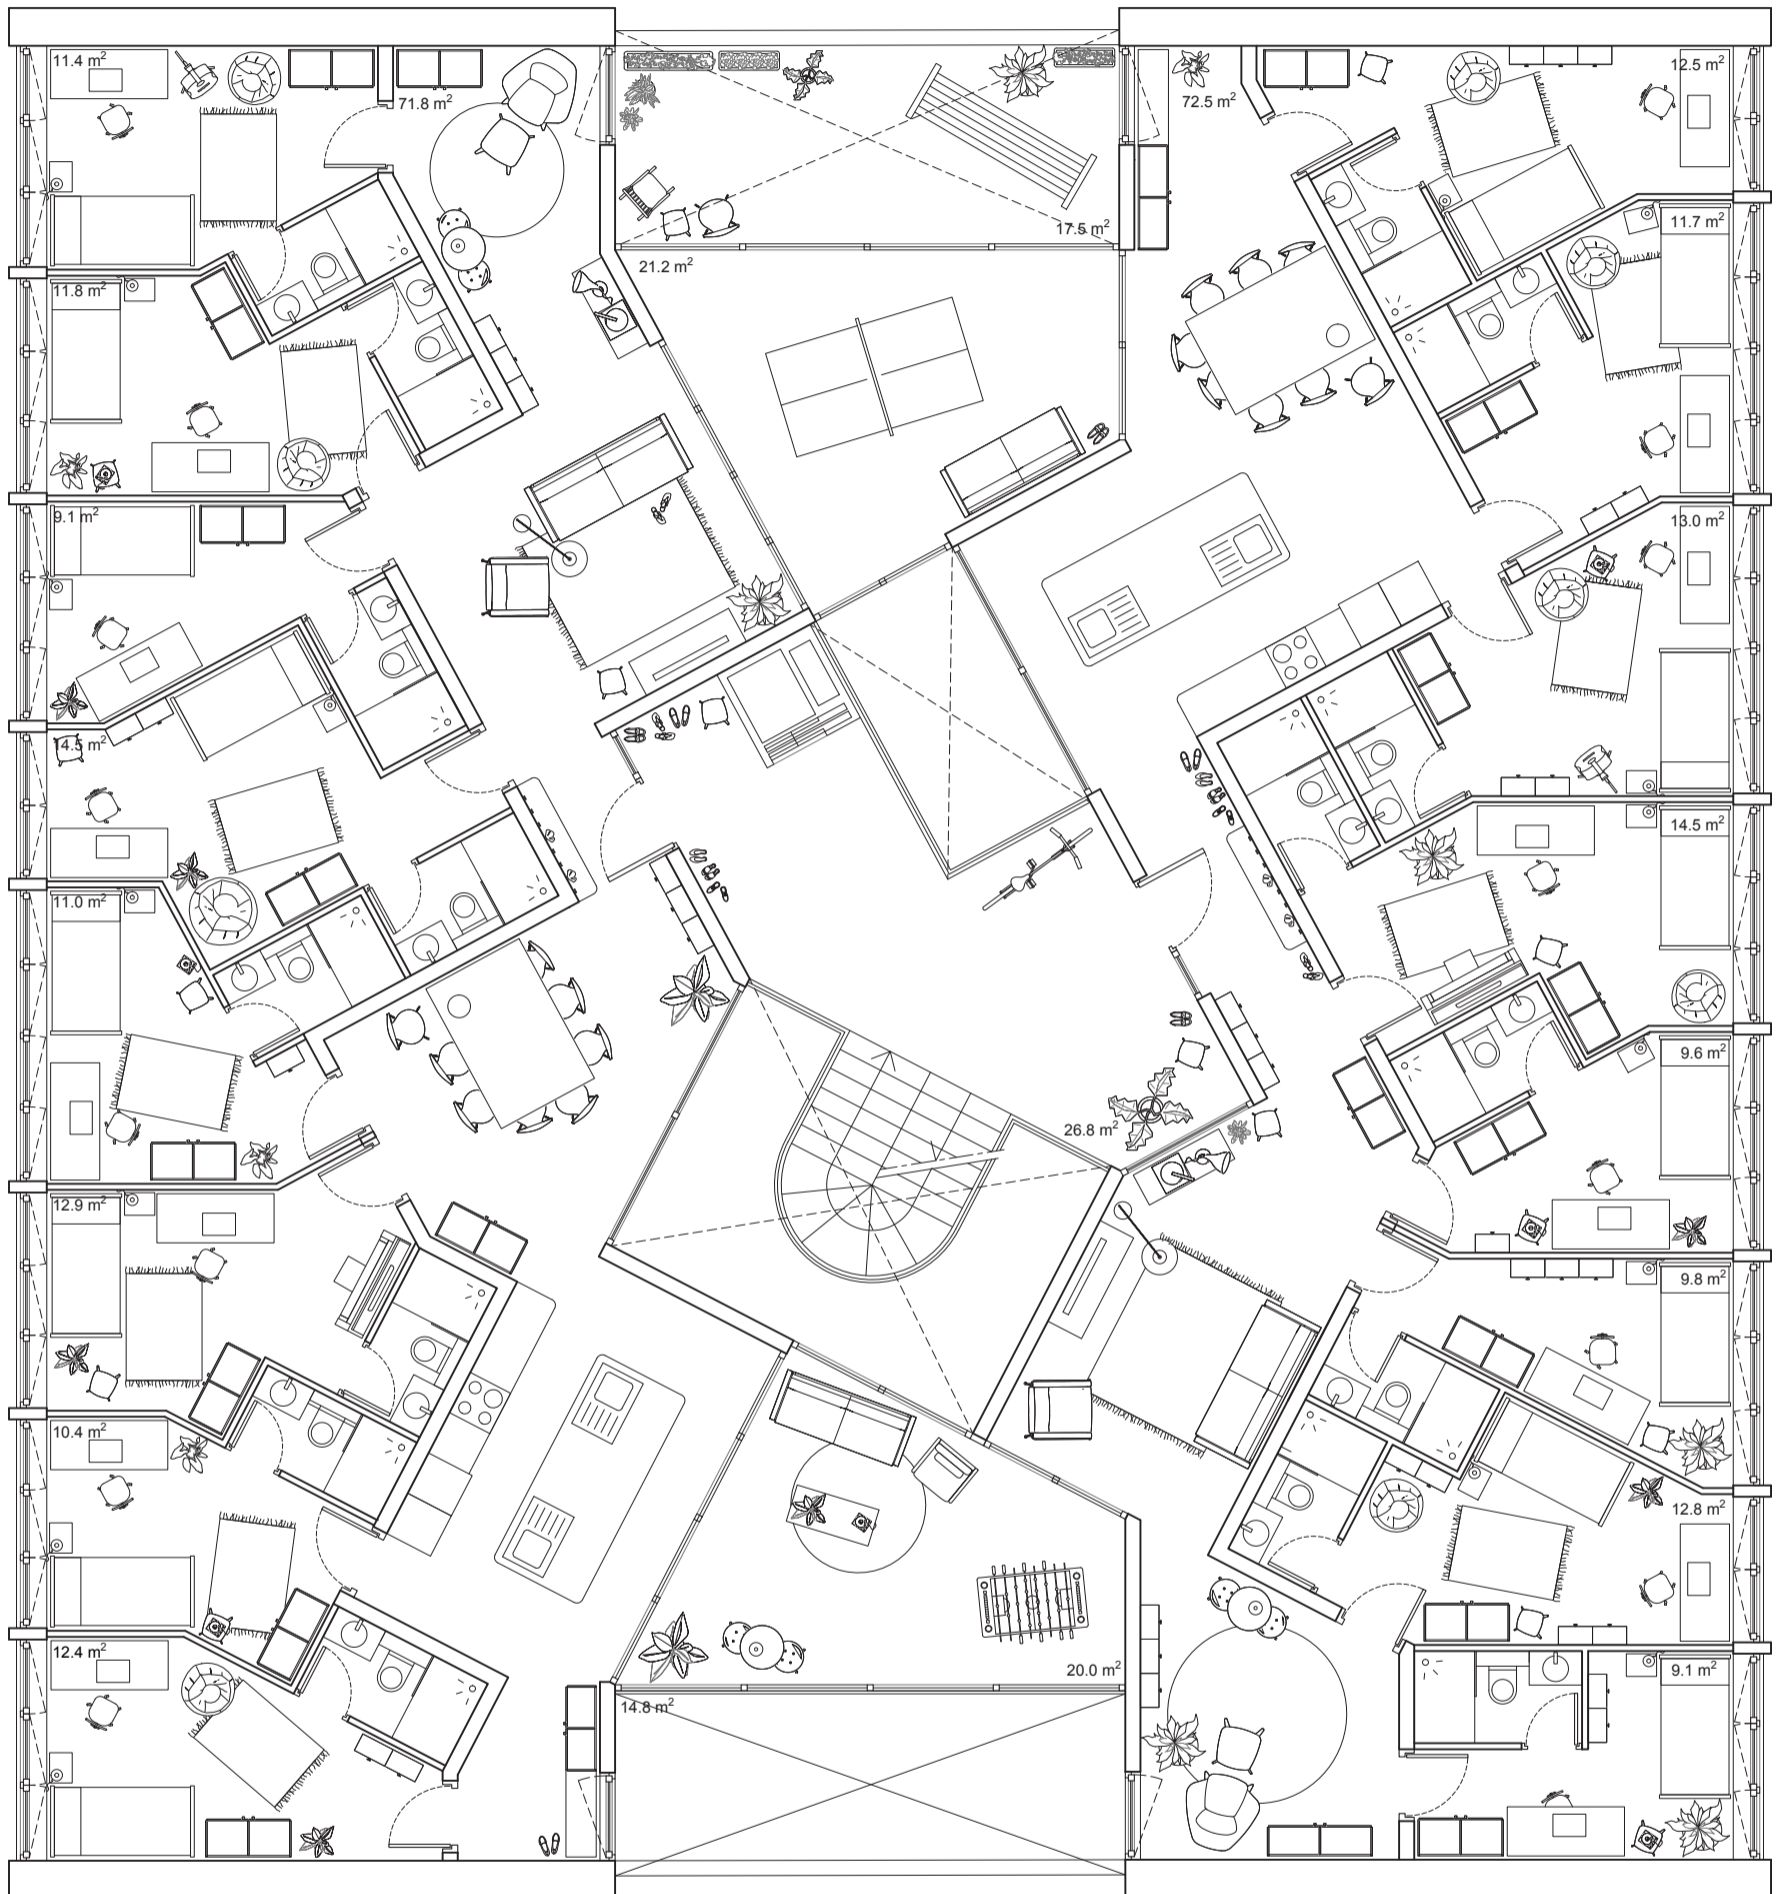 11.4 m²
71.8 m²
72.5 m²
12.5 m²
17.5 m²
11.7 m²
21.2 m²
11.8 m²
9.1 m²
13.0 m²
14.5 m²
14.5 m²
11.0 m²
9.6 m²
26.8 m²
12.9 m²
9.8 m²
10.4 m²
12.8 m²
12.4 m²
20.0 m²
9.1 m²
14.8 m²